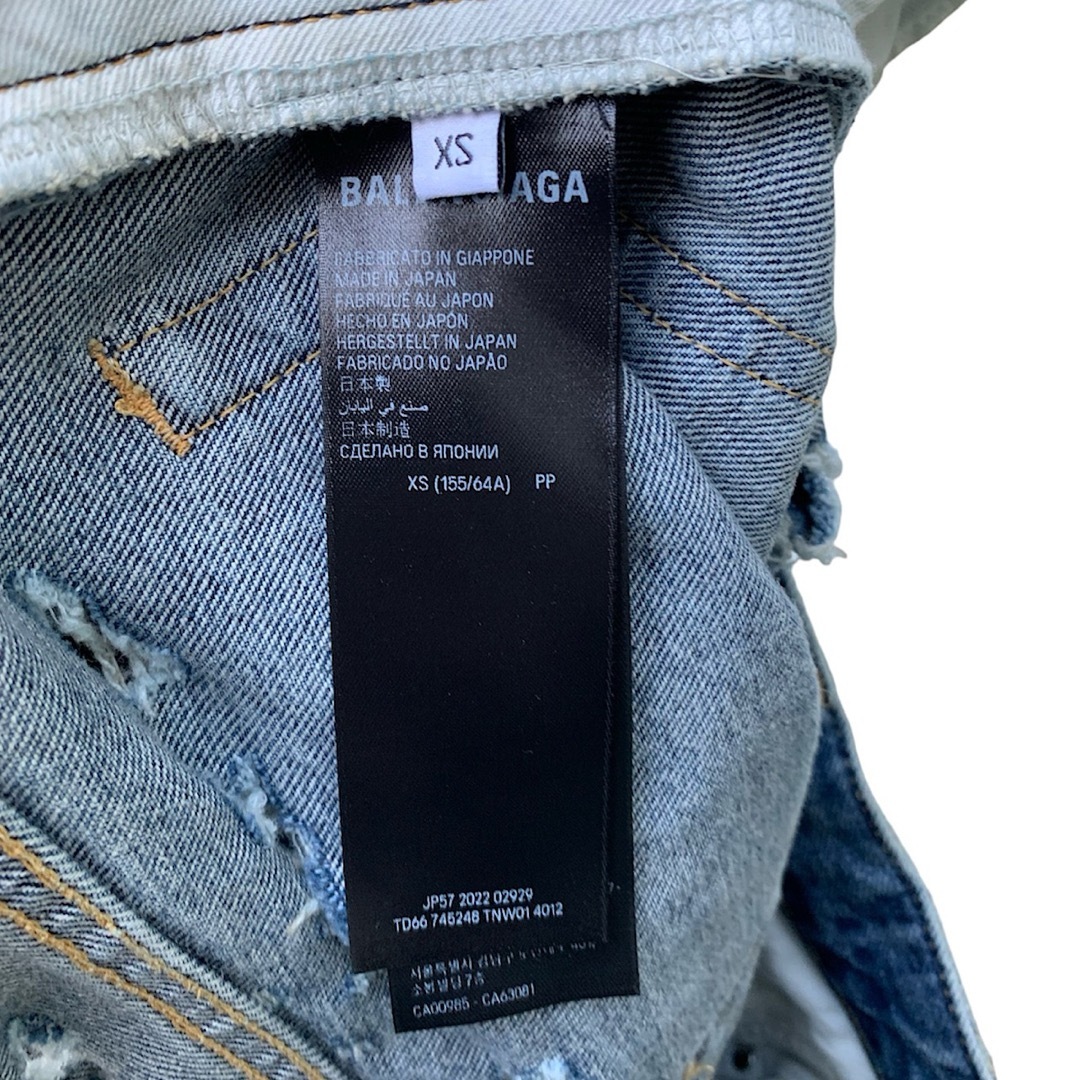 XS
BAL AGA
FABBRICATO IN GIAPPONE
MADE IN JAPAN
FABRIQUÉ AU JAPON
HECHO EN JAPÓN
HERGESTELLT IN JAPAN
FABRICADO NO JAPÃO
日本製
صنع في اليابان
日本制造
СДЕЛАНО В ЯПОНИИ
XS (155/64A) PP
JP57 2022 02929
TD66 745248 TNW01 4012
CA00985 - CA63081